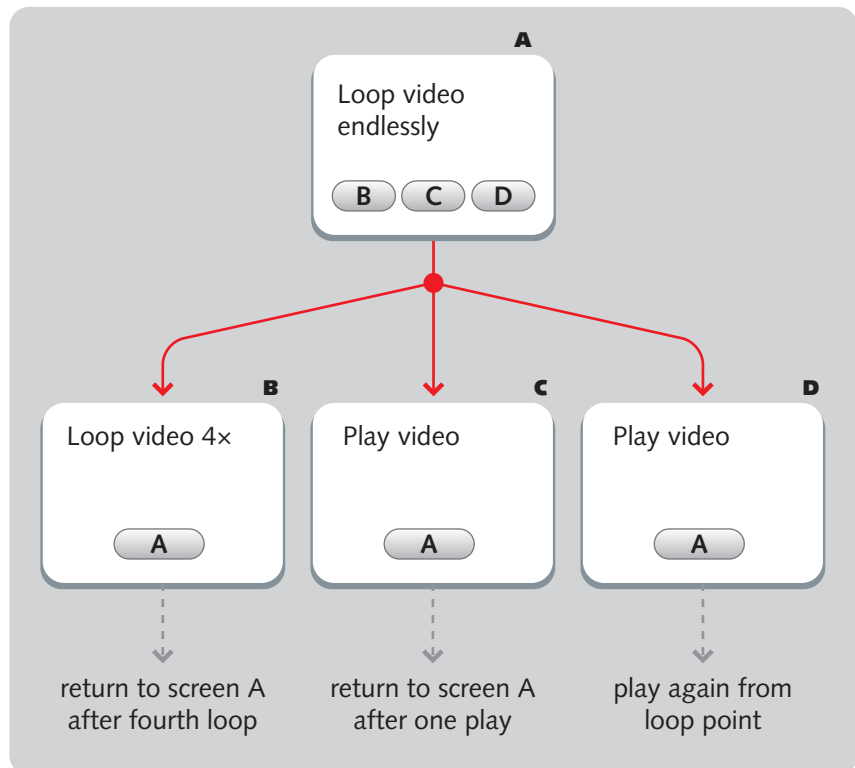 A
Loop video
endlessly
B C D
B
Loop video 4×
A
return to screen A
after fourth loop
C
Play video
A
return to screen A
after one play
D
Play video
A
play again from
loop point